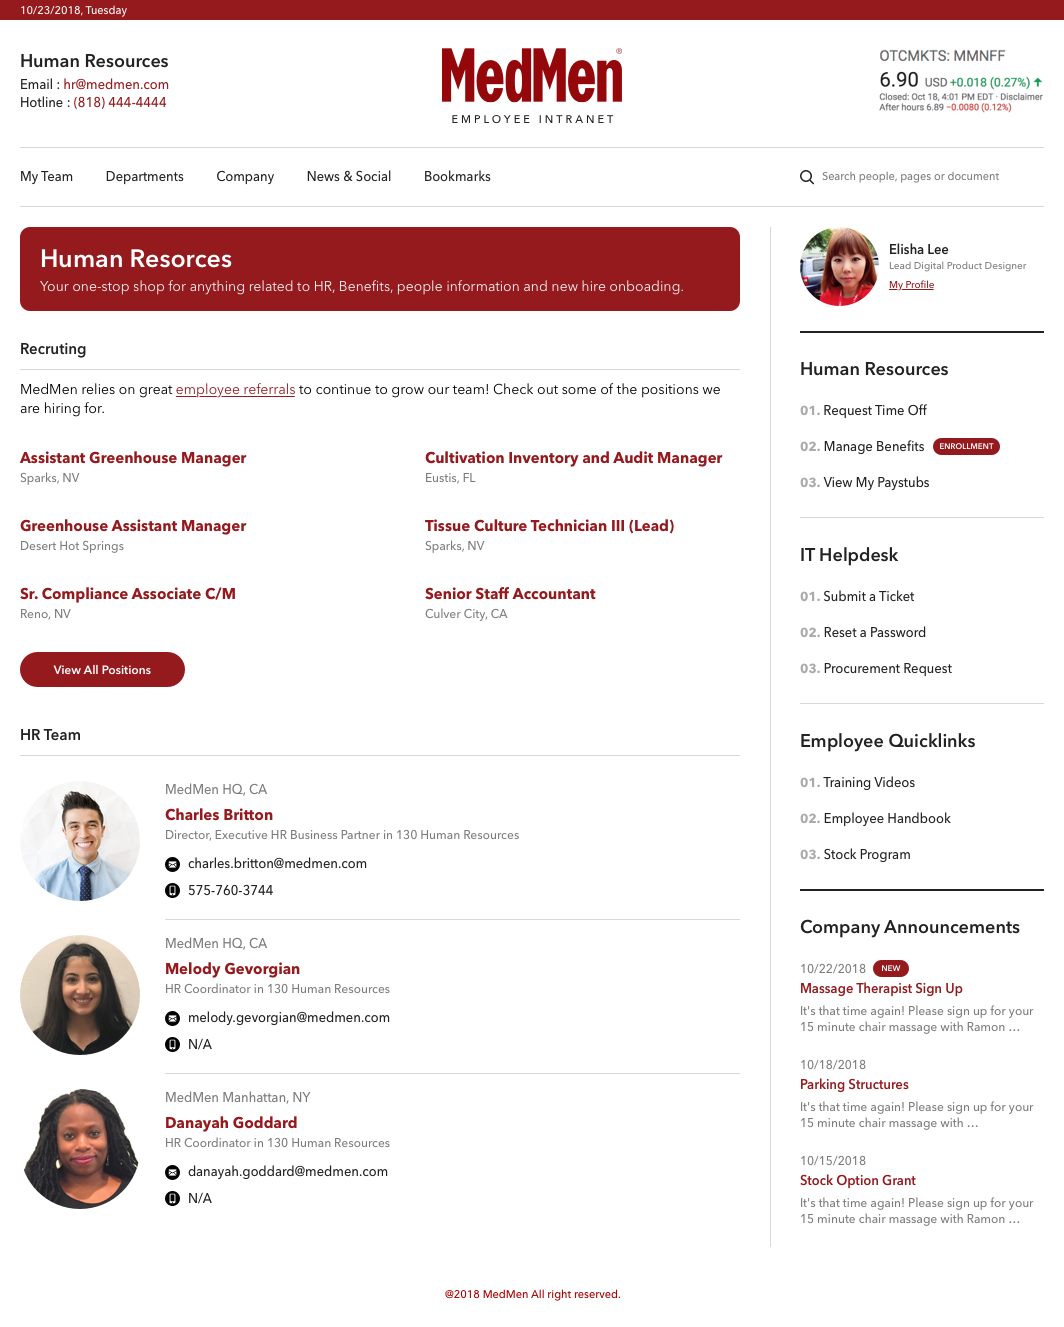 10/23/2018, Tuesday
Human Resources
Email : hr@medmen.com
Hotline : (818) 444-4444
MedMen®
EMPLOYEE INTRANET
OTCMKTS: MMNFF
6.90 USD +0.018 (0.27%)
Closed: Oct 18, 4:01 PM EDT · Disclaimer
After hours 6.89 −0.0080 (0.12%)
My Team
Departments
Company
News & Social
Bookmarks
Search people, pages or document
Human Resorces
Your one-stop shop for anything related to HR, Benefits, people information and new hire onboading.
Recruting
MedMen relies on great employee referrals to continue to grow our team! Check out some of the positions we
are hiring for.
Assistant Greenhouse Manager
Sparks, NV
Cultivation Inventory and Audit Manager
Eustis, FL
Greenhouse Assistant Manager
Desert Hot Springs
Tissue Culture Technician III (Lead)
Sparks, NV
Sr. Compliance Associate C/M
Reno, NV
Senior Staff Accountant
Culver City, CA
View All Positions
HR Team
MedMen HQ, CA
Charles Britton
Director, Executive HR Business Partner in 130 Human Resources
charles.britton@medmen.com
575-760-3744
MedMen HQ, CA
Melody Gevorgian
HR Coordinator in 130 Human Resources
melody.gevorgian@medmen.com
N/A
MedMen Manhattan, NY
Danayah Goddard
HR Coordinator in 130 Human Resources
danayah.goddard@medmen.com
N/A
Elisha Lee
Lead Digital Product Designer
My Profile
Human Resources
01. Request Time Off
02. Manage Benefits ENROLLMENT
03. View My Paystubs
IT Helpdesk
01. Submit a Ticket
02. Reset a Password
03. Procurement Request
Employee Quicklinks
01. Training Videos
02. Employee Handbook
03. Stock Program
Company Announcements
10/22/2018 NEW
Massage Therapist Sign Up
It's that time again! Please sign up for your
15 minute chair massage with Ramon …
10/18/2018
Parking Structures
It's that time again! Please sign up for your
15 minute chair massage with …
10/15/2018
Stock Option Grant
It's that time again! Please sign up for your
15 minute chair massage with Ramon …
@2018 MedMen All right reserved.